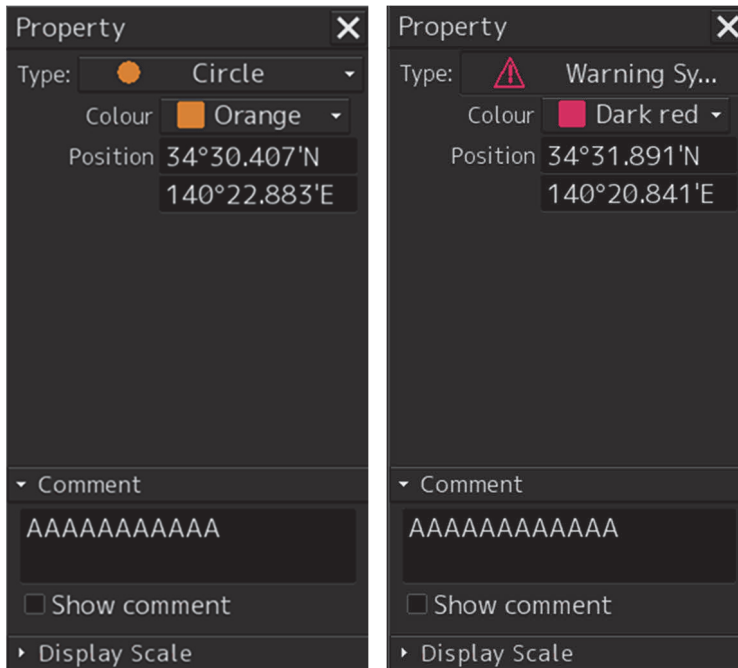 Property
Type: Circle
Colour Orange
Position 34°30.407'N
140°22.883'E
Comment
AAAAAAAAAAA
Show comment
Display Scale
Property
Type: Warning Sy...
Colour Dark red
Position 34°31.891'N
140°20.841'E
Comment
AAAAAAAAAAAA
Show comment
Display Scale